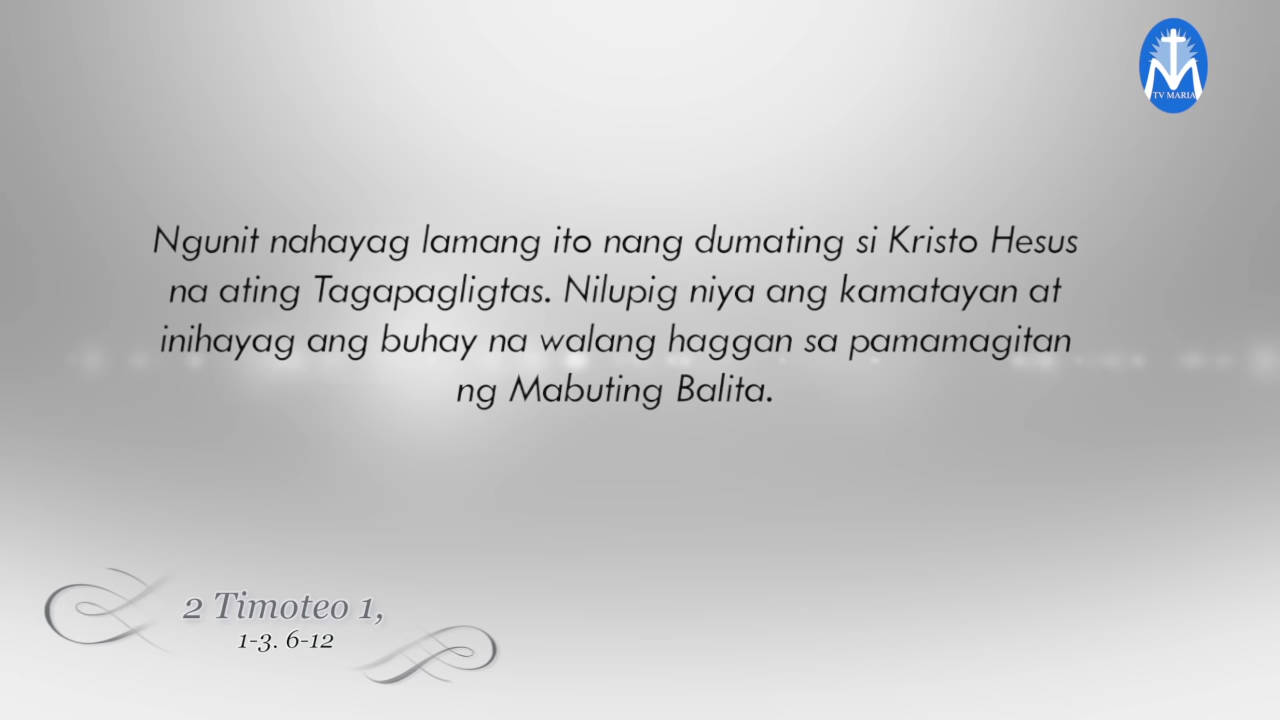 TV MARIA
Ngunit nahayag lamang ito nang dumating si Kristo Hesus
na ating Tagapagligtas. Nilupig niya ang kamatayan at
inihayag ang buhay na walang haggan sa pamamagitan
ng Mabuting Balita.
2 Timoteo 1,
1-3. 6-12